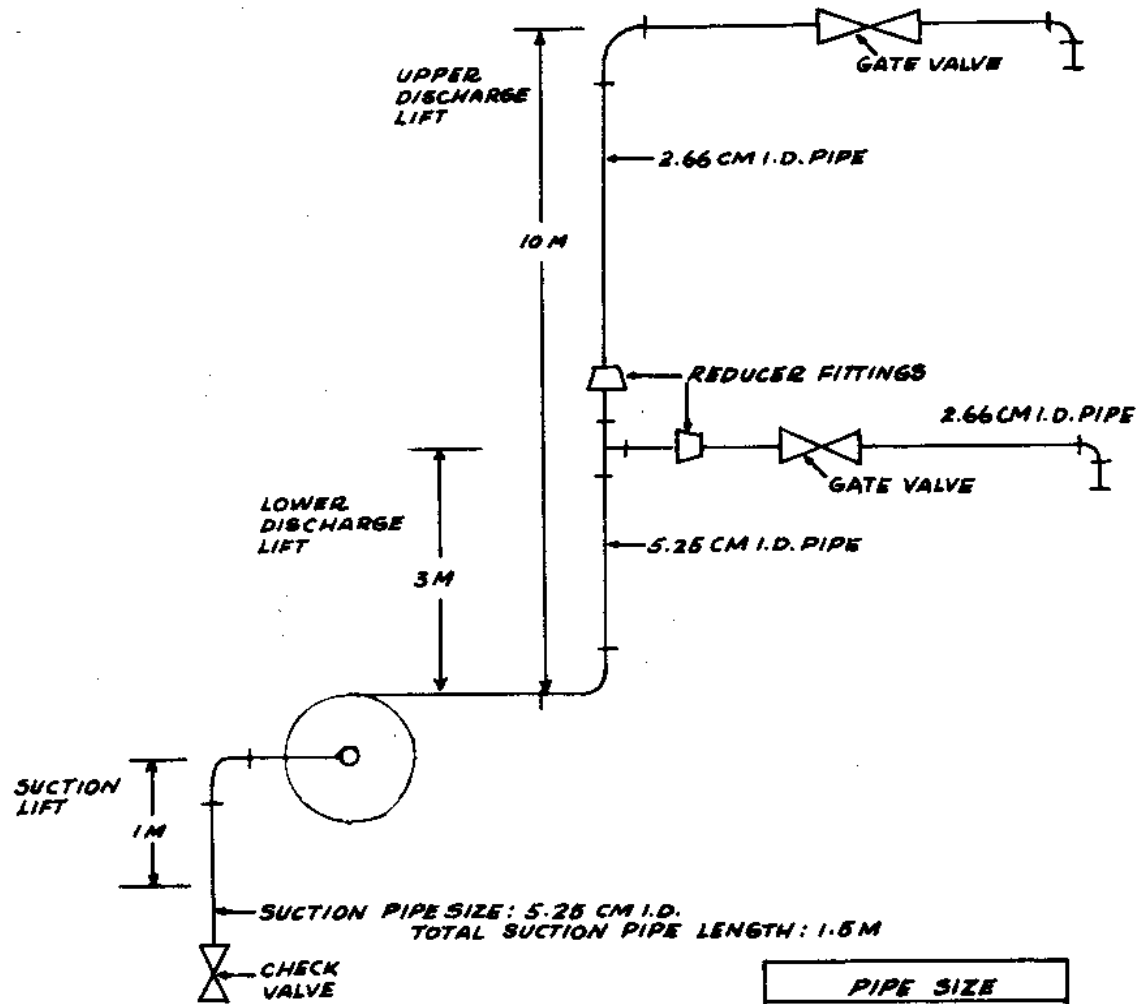 GATE VALVE
UPPER
DISCHARGE
LIFT
2.66 CM I.D. PIPE
10 M
REDUCER FITTINGS
2.66 CM I.D. PIPE
GATE VALVE
LOWER
DISCHARGE
LIFT
5.25 CM I.D. PIPE
3 M
SUCTION
LIFT
1 M
SUCTION PIPE SIZE: 5.25 CM I.D.
TOTAL SUCTION PIPE LENGTH: 1.5 M
CHECK
VALVE
PIPE SIZE